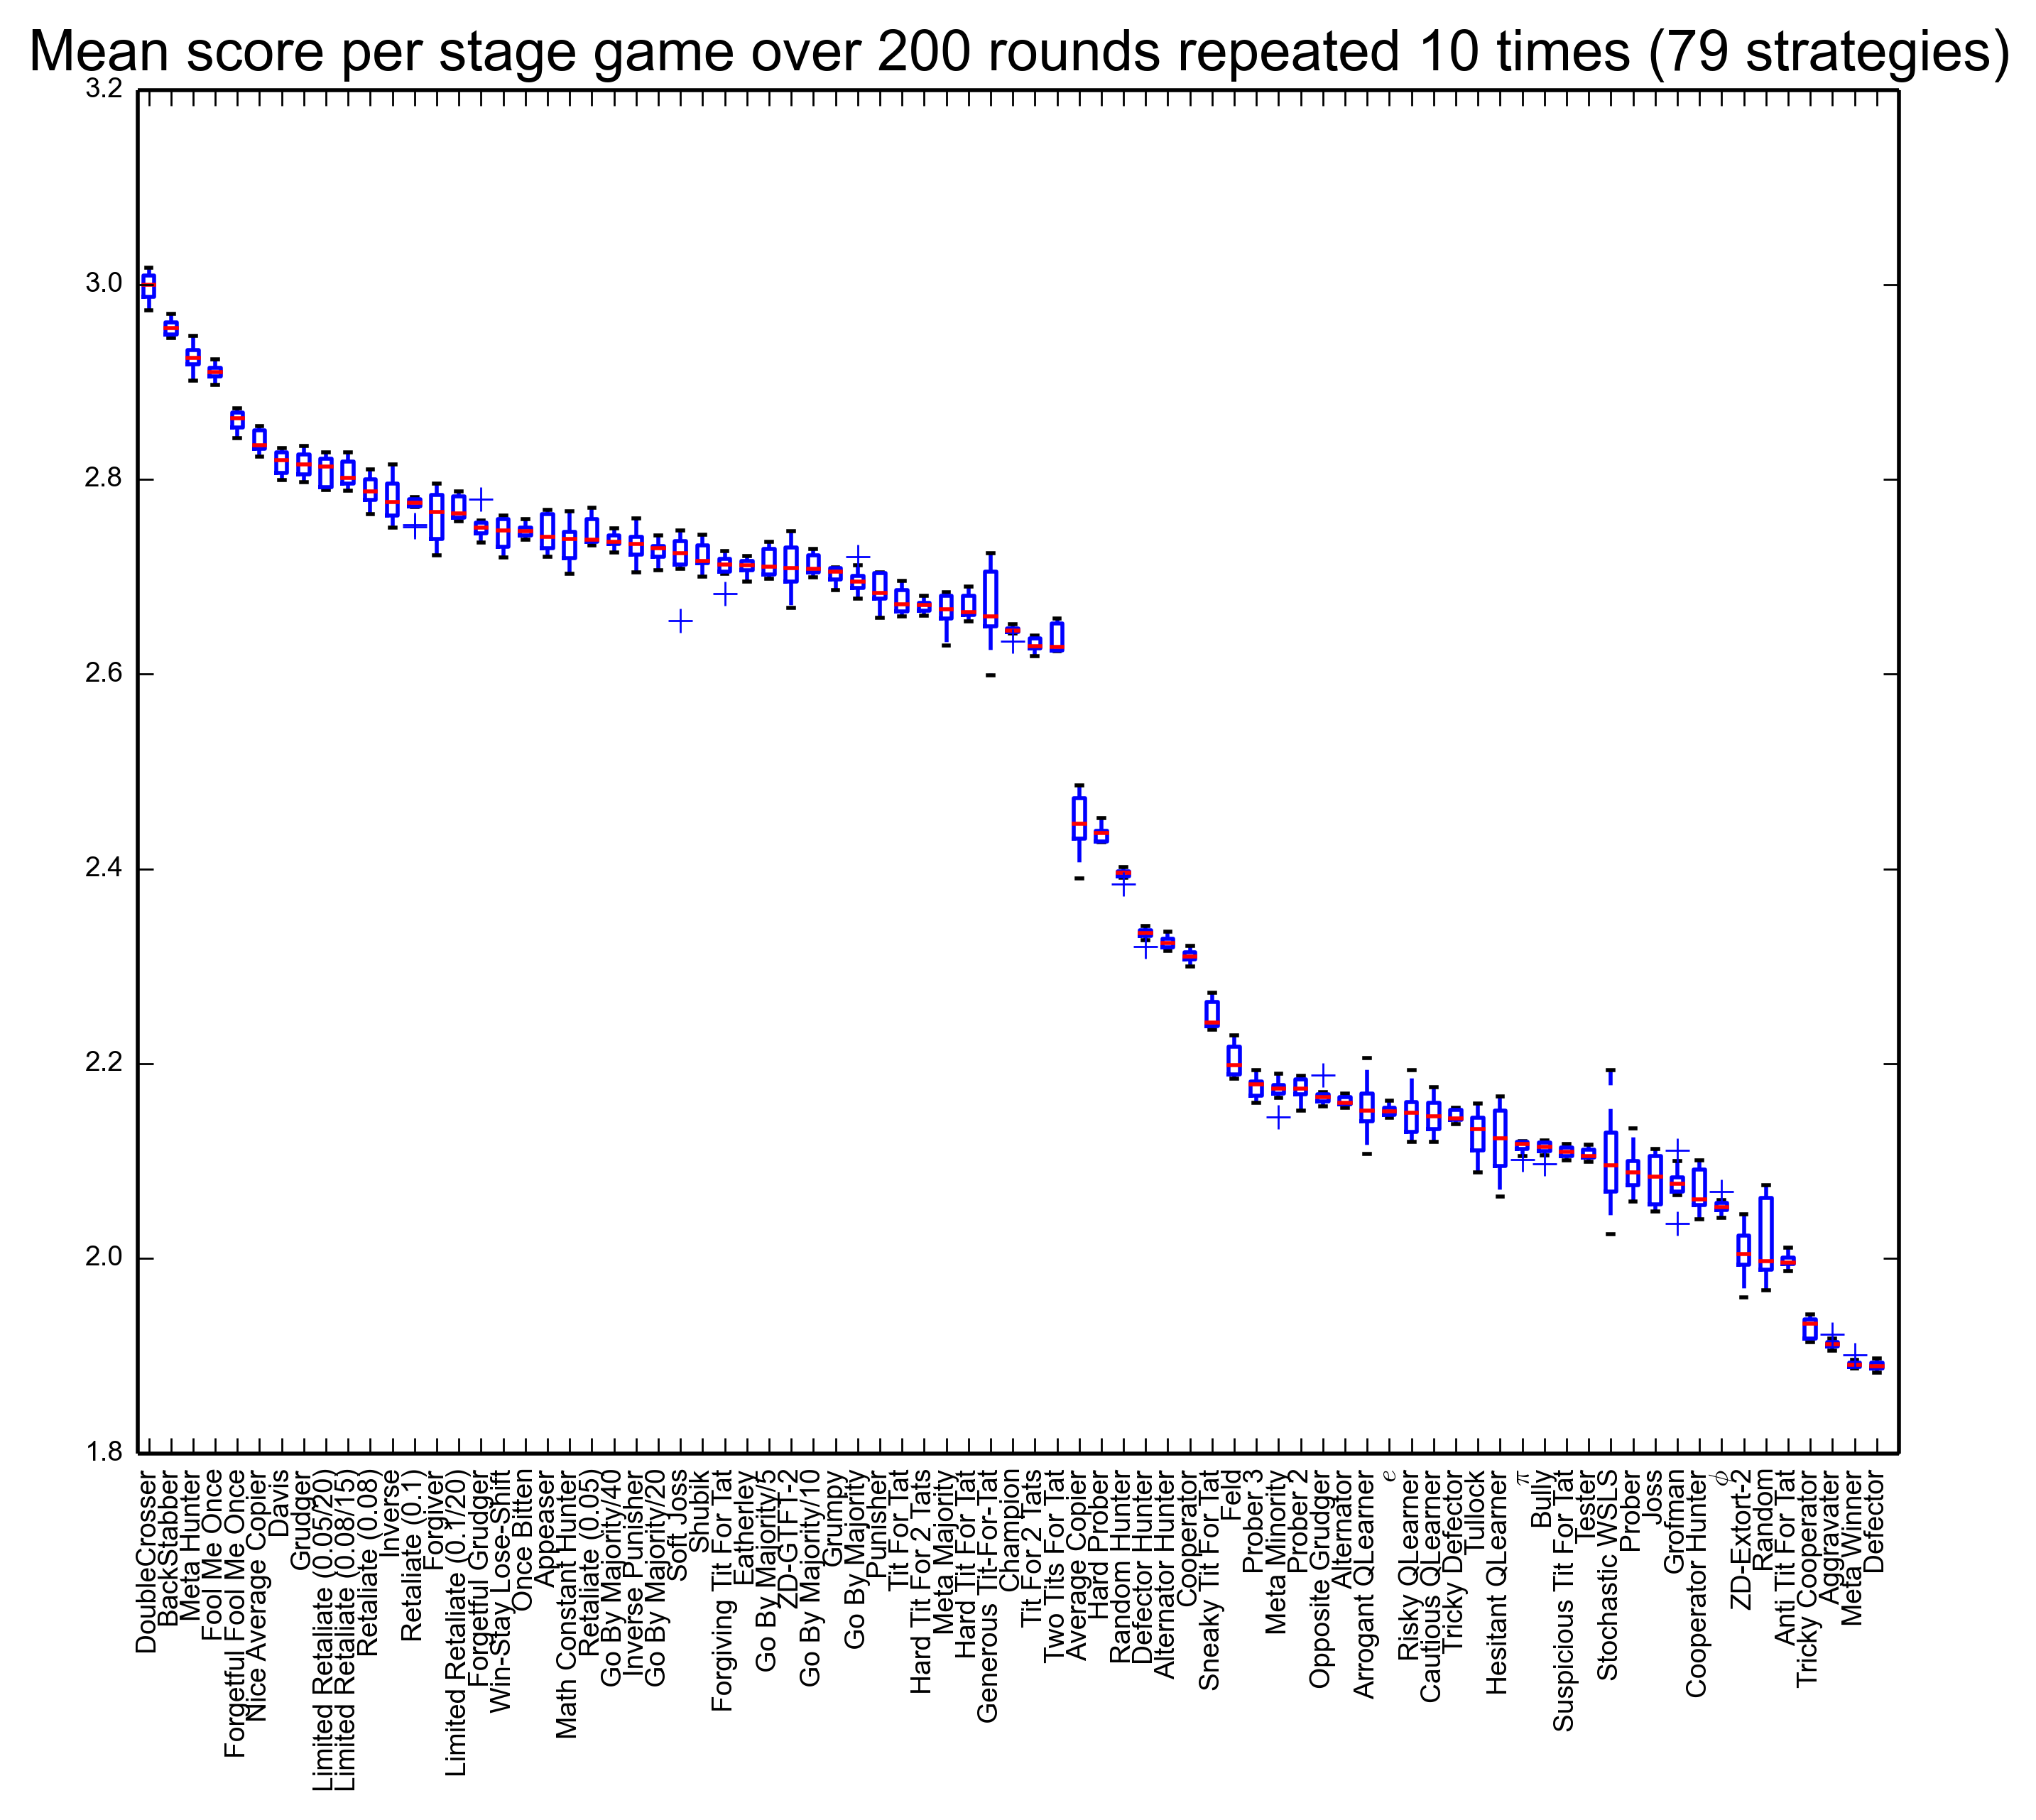 Mean score per stage game over 200 rounds repeated 10 times (79 strategies)
3.2
3.0
2.8
2.6
2.4
2.2
2.0
1.8
DoubleCrosser
BackStabber
Meta Hunter
Fool Me Once
Forgetful Fool Me Once
Nice Average Copier
Davis
Grudger
Limited Retaliate (0.05/20)
Limited Retaliate (0.08/15)
Retaliate (0.08)
Inverse
Retaliate (0.1)
Forgiver
Limited Retaliate (0.1/20)
Forgetful Grudger
Win-Stay Lose-Shift
Once Bitten
Appeaser
Math Constant Hunter
Retaliate (0.05)
Go By Majority/40
Inverse Punisher
Go By Majority/20
Soft Joss
Shubik
Forgiving Tit For Tat
Eatherley
Go By Majority/5
ZD-GTFT-2
Go By Majority/10
Grumpy
Go By Majority
Punisher
Tit For Tat
Hard Tit For 2 Tats
Meta Majority
Hard Tit For Tat
Generous Tit-For-Tat
Champion
Tit For 2 Tats
Two Tits For Tat
Average Copier
Hard Prober
Random Hunter
Defector Hunter
Alternator Hunter
Cooperator
Sneaky Tit For Tat
Feld
Prober 3
Meta Minority
Prober 2
Opposite Grudger
Alternator
Arrogant QLearner
e
Risky QLearner
Cautious QLearner
Tricky Defector
Tullock
Hesitant QLearner
π
Bully
Suspicious Tit For Tat
Tester
Stochastic WSLS
Prober
Joss
Grofman
Cooperator Hunter
ϕ
ZD-Extort-2
Random
Anti Tit For Tat
Tricky Cooperator
Aggravater
Meta Winner
Defector